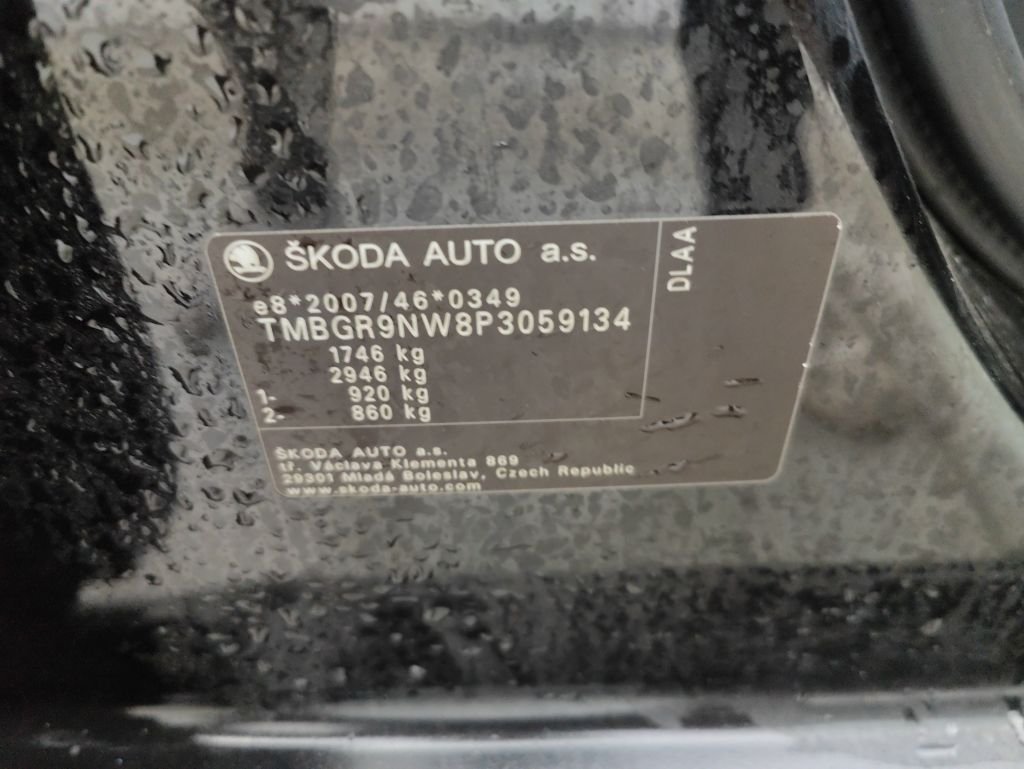 ŠKODA AUTO a.s.
DLAA
e8*2007/46*0349
TMBGR9NW8P3059134
1746 kg
2946 kg
1- 920 kg
2- 860 kg
ŠKODA AUTO a.s.
tř. Václava Klementa 869
29301 Mladá Boleslav, Czech Republic
www.skoda-auto.com